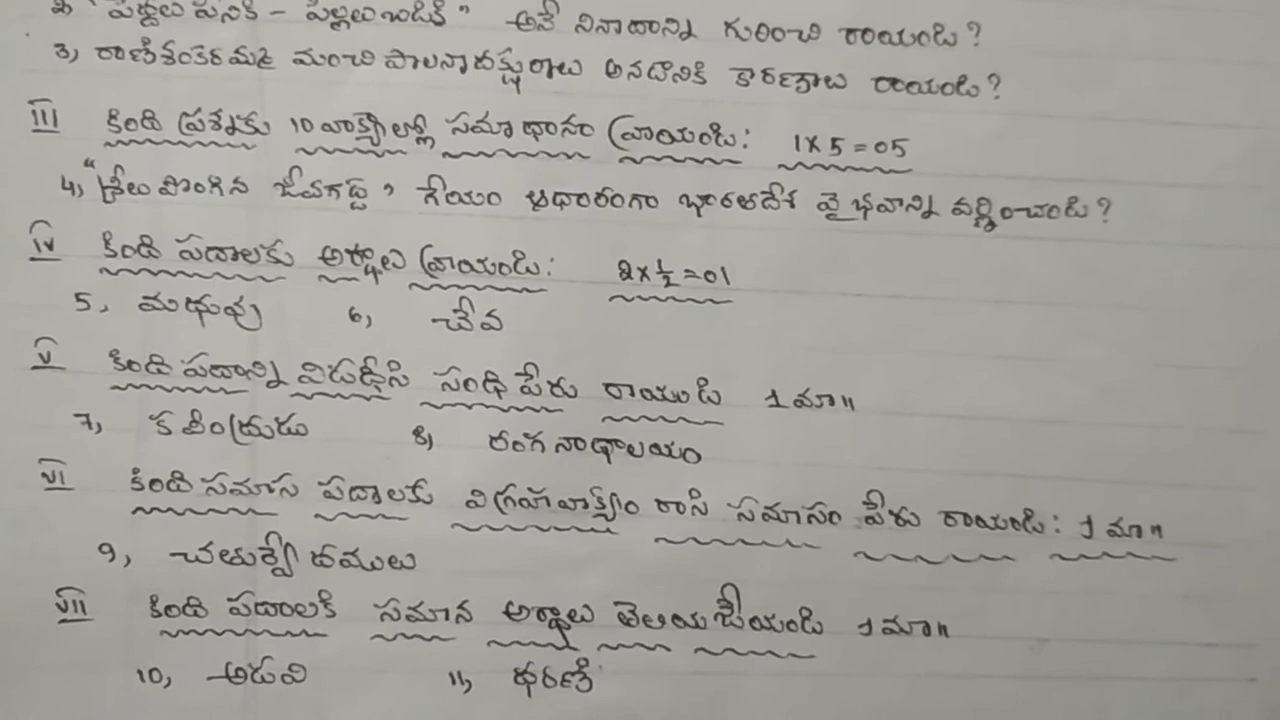 2, "పెద్దలు పనికి - పిల్లలు బడికి" అనే నినాదాన్ని గురించి రాయండి?
3, రాణిశంకరమ్మ మంచి పాలనాదక్షురాలు అనడానికి కారణాలు రాయండి?
III కింది ప్రశ్నకు 10 వాక్యాల్లో సమాధానం వ్రాయండి: 1 x 5 = 05
4, "శ్రీలు పొంగిన జీవగడ్డ" గేయం ఆధారంగా భారతదేశ వైభవాన్ని వర్ణించండి?
IV కింది పదాలకు అర్థాలు వ్రాయండి: 2 x ½ = 01
5, మధువు 6, చేవ
V కింది పదాన్ని విడదీసి సంధి పేరు రాయండి 1 మా॥
7, కవీంద్రుడు 8, రంగనాథాలయం
VI కింది సమాస పదాలకు విగ్రహవాక్యం రాసి సమాసం పేరు రాయండి: 1 మా॥
9, చతుర్వేదములు
VII కింది పదాలకి సమాన అర్థాలు తెలియజేయండి 1 మా॥
10, అడవి 11, ధరణి